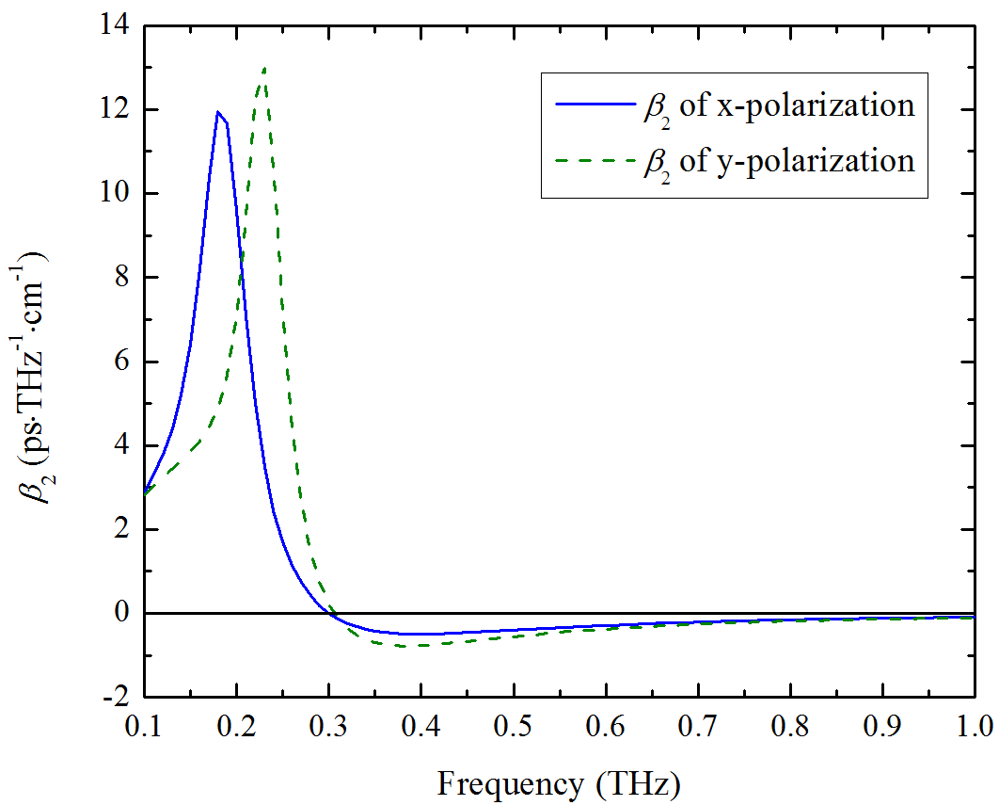 14
12
10
8
6
4
2
0
-2
β₂ (ps·THz⁻¹·cm⁻¹)
β₂ of x-polarization
β₂ of y-polarization
0.1 0.2 0.3 0.4 0.5 0.6 0.7 0.8 0.9 1.0
Frequency (THz)